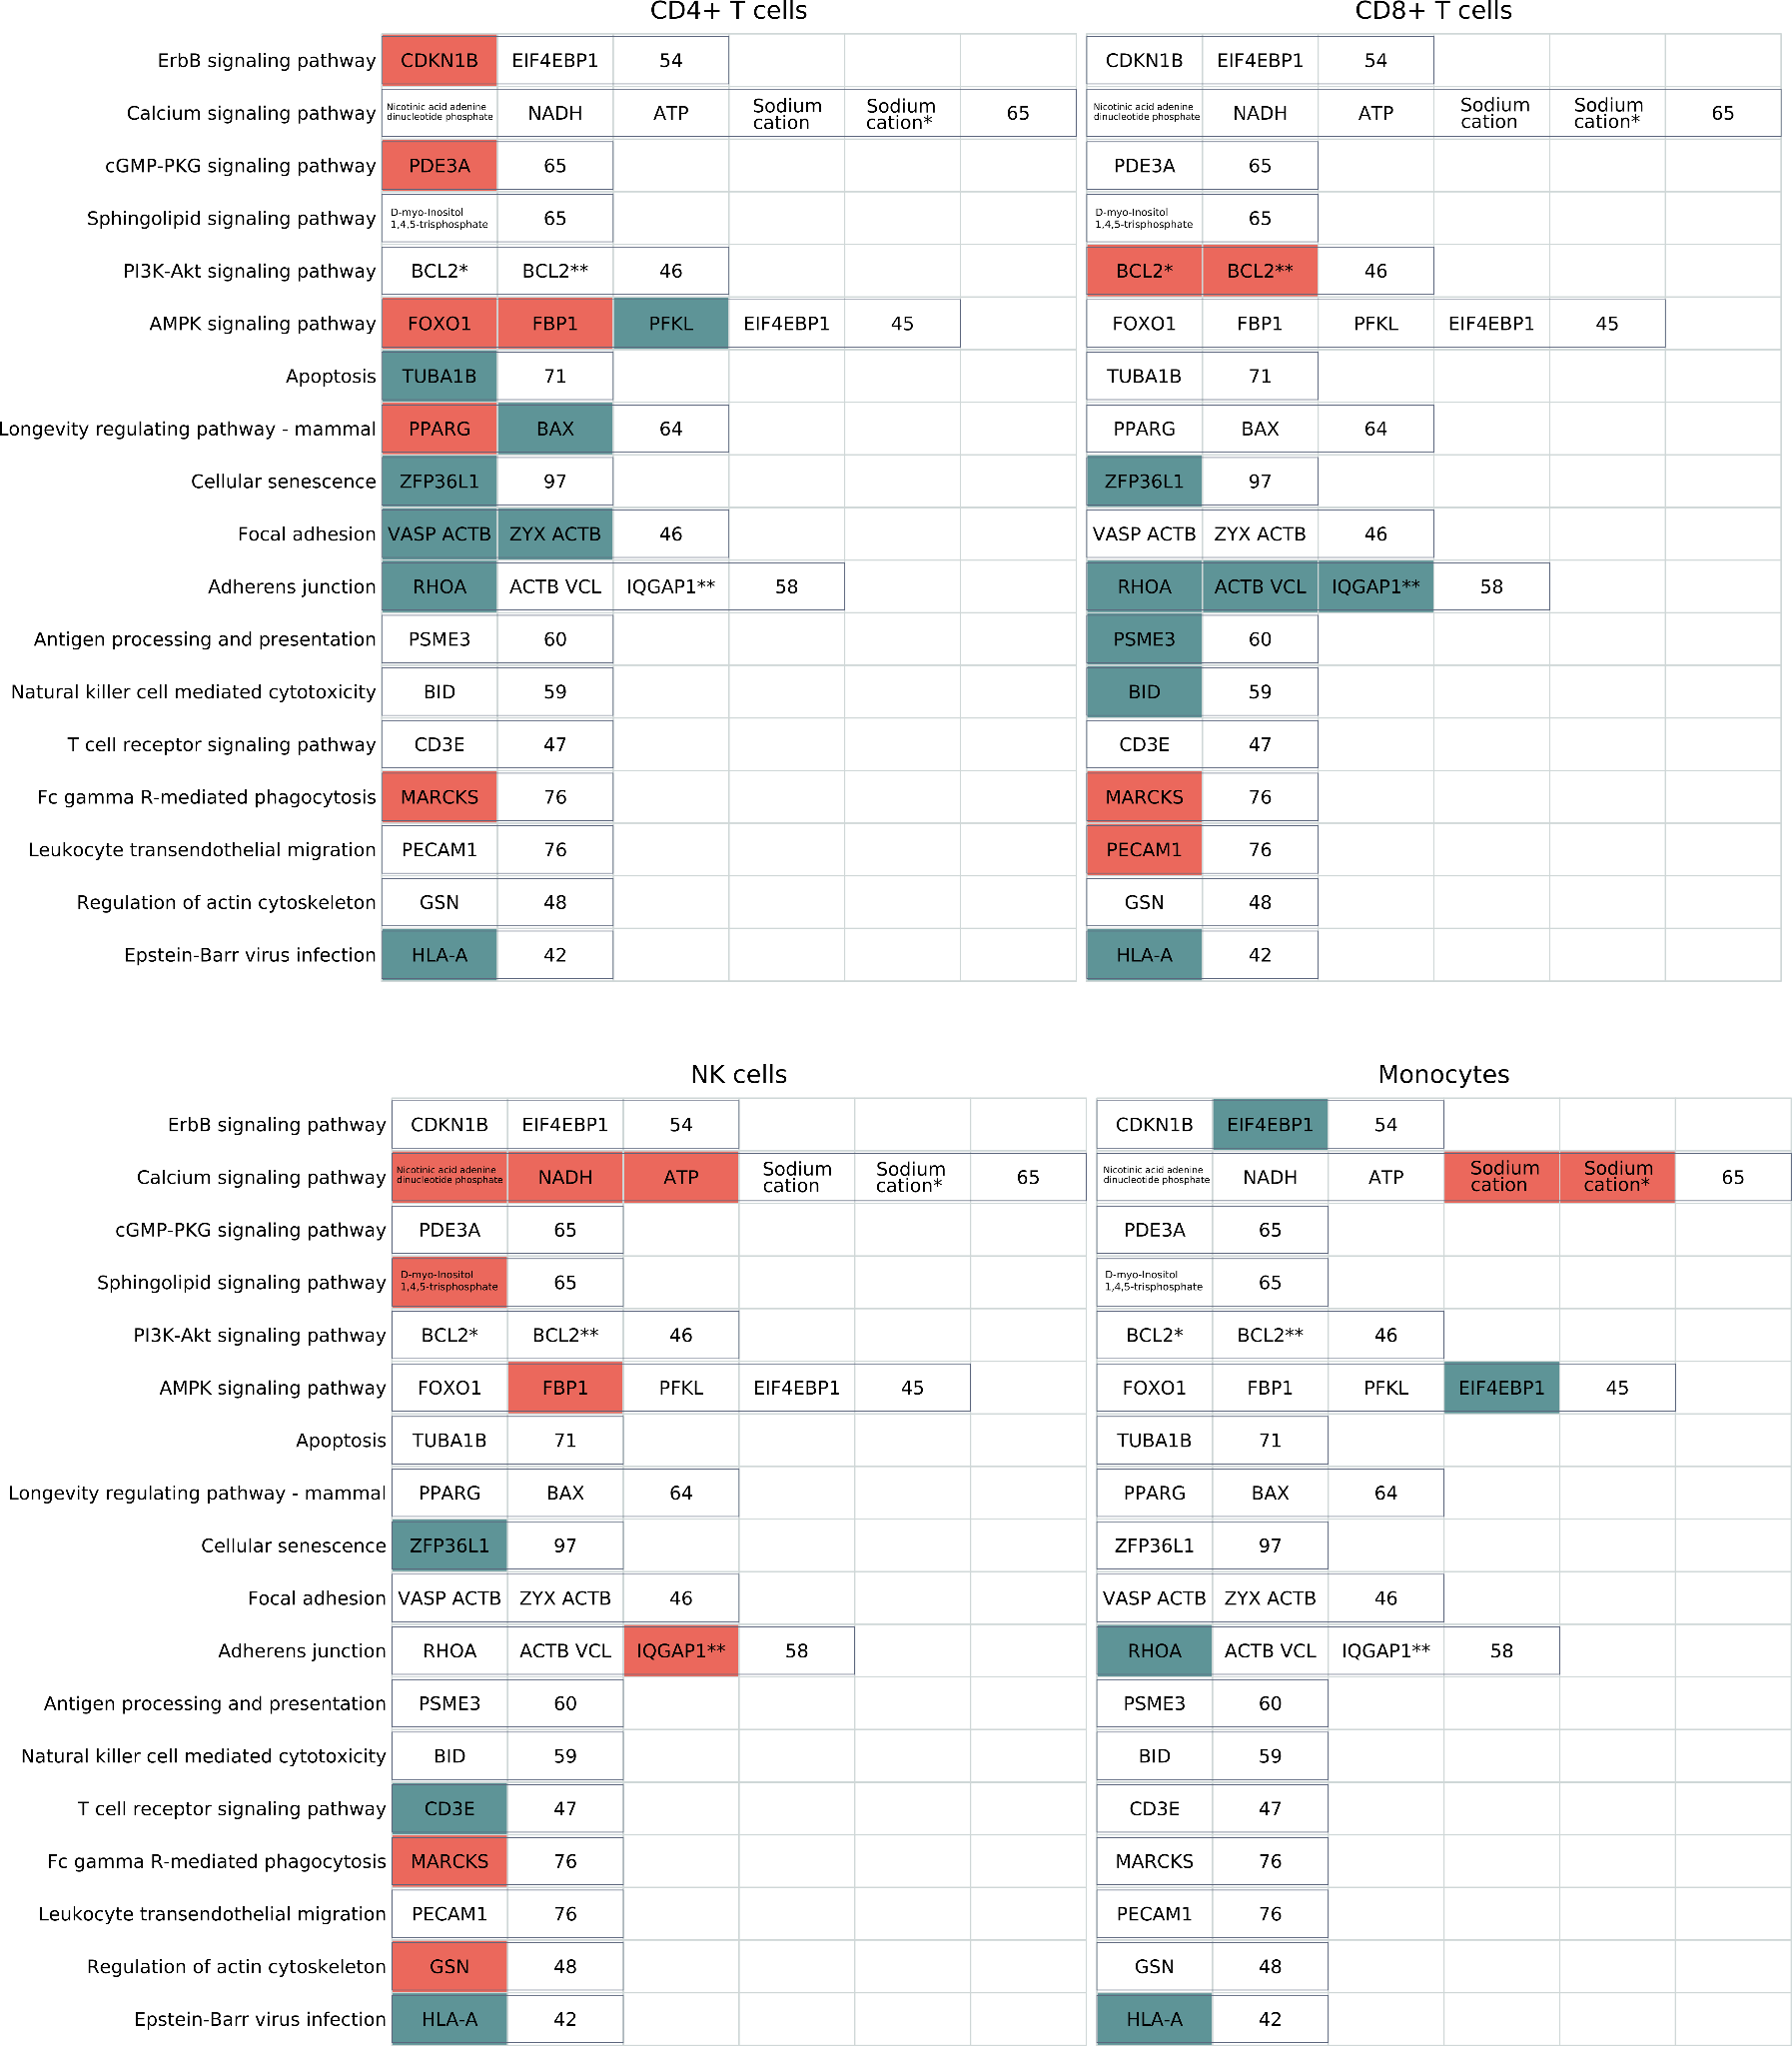 CD4+ T cells CD8+ T cells
ErbB signaling pathway CDKN1B EIF4EBP1 54 CDKN1B EIF4EBP1 54
Calcium signaling pathway Nicotinic acid adenine dinucleotide phosphate NADH ATP Sodium cation Sodium cation* 65 Nicotinic acid adenine dinucleotide phosphate NADH ATP Sodium cation Sodium cation* 65
cGMP-PKG signaling pathway PDE3A 65 PDE3A 65
Sphingolipid signaling pathway D-myo-Inositol 1,4,5-trisphosphate 65 D-myo-Inositol 1,4,5-trisphosphate 65
PI3K-Akt signaling pathway BCL2* BCL2** 46 BCL2* BCL2** 46
AMPK signaling pathway FOXO1 FBP1 PFKL EIF4EBP1 45 FOXO1 FBP1 PFKL EIF4EBP1 45
Apoptosis TUBA1B 71 TUBA1B 71
Longevity regulating pathway - mammal PPARG BAX 64 PPARG BAX 64
Cellular senescence ZFP36L1 97 ZFP36L1 97
Focal adhesion VASP ACTB ZYX ACTB 46 VASP ACTB ZYX ACTB 46
Adherens junction RHOA ACTB VCL IQGAP1** 58 RHOA ACTB VCL IQGAP1** 58
Antigen processing and presentation PSME3 60 PSME3 60
Natural killer cell mediated cytotoxicity BID 59 BID 59
T cell receptor signaling pathway CD3E 47 CD3E 47
Fc gamma R-mediated phagocytosis MARCKS 76 MARCKS 76
Leukocyte transendothelial migration PECAM1 76 PECAM1 76
Regulation of actin cytoskeleton GSN 48 GSN 48
Epstein-Barr virus infection HLA-A 42 HLA-A 42
NK cells Monocytes
ErbB signaling pathway CDKN1B EIF4EBP1 54 CDKN1B EIF4EBP1 54
Calcium signaling pathway Nicotinic acid adenine dinucleotide phosphate NADH ATP Sodium cation Sodium cation* 65 Nicotinic acid adenine dinucleotide phosphate NADH ATP Sodium cation Sodium cation* 65
cGMP-PKG signaling pathway PDE3A 65 PDE3A 65
Sphingolipid signaling pathway D-myo-Inositol 1,4,5-trisphosphate 65 D-myo-Inositol 1,4,5-trisphosphate 65
PI3K-Akt signaling pathway BCL2* BCL2** 46 BCL2* BCL2** 46
AMPK signaling pathway FOXO1 FBP1 PFKL EIF4EBP1 45 FOXO1 FBP1 PFKL EIF4EBP1 45
Apoptosis TUBA1B 71 TUBA1B 71
Longevity regulating pathway - mammal PPARG BAX 64 PPARG BAX 64
Cellular senescence ZFP36L1 97 ZFP36L1 97
Focal adhesion VASP ACTB ZYX ACTB 46 VASP ACTB ZYX ACTB 46
Adherens junction RHOA ACTB VCL IQGAP1** 58 RHOA ACTB VCL IQGAP1** 58
Antigen processing and presentation PSME3 60 PSME3 60
Natural killer cell mediated cytotoxicity BID 59 BID 59
T cell receptor signaling pathway CD3E 47 CD3E 47
Fc gamma R-mediated phagocytosis MARCKS 76 MARCKS 76
Leukocyte transendothelial migration PECAM1 76 PECAM1 76
Regulation of actin cytoskeleton GSN 48 GSN 48
Epstein-Barr virus infection HLA-A 42 HLA-A 42